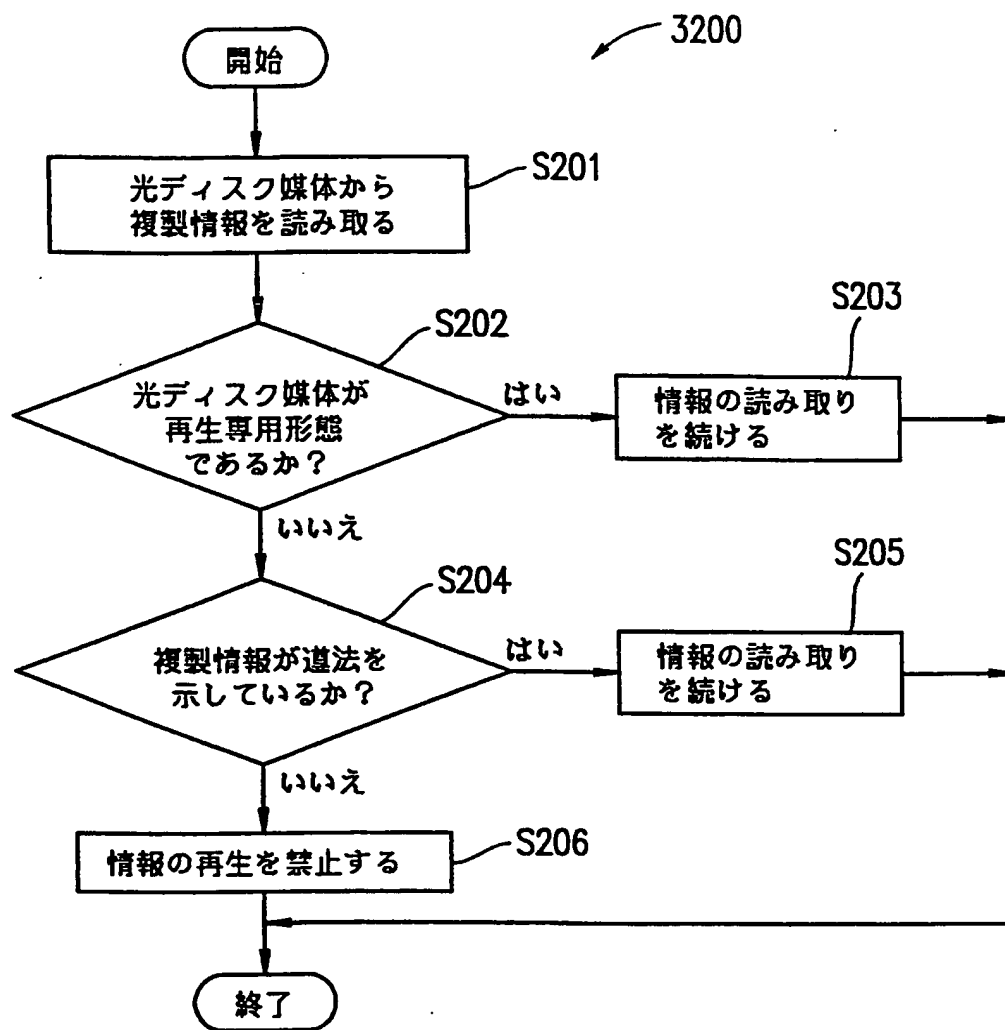 3200
開始
S201
光ディスク媒体から
複製情報を読み取る
S202
光ディスク媒体が
再生専用形態
であるか?
はい
S203
情報の読み取り
を続ける
いいえ
S204
複製情報が遵法を
示しているか?
はい
S205
情報の読み取り
を続ける
いいえ
S206
情報の再生を禁止する
終了